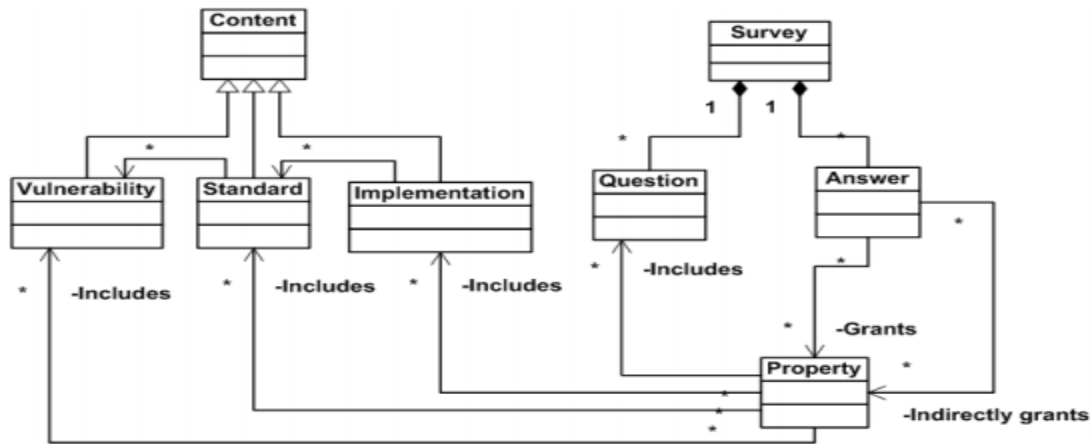 Content
Survey
1 1
* * * *
Vulnerability Standard Implementation Question Answer
*
* -Includes * -Includes * -Includes * -Includes *
* -Grants
Property *
*
* -Indirectly grants
*